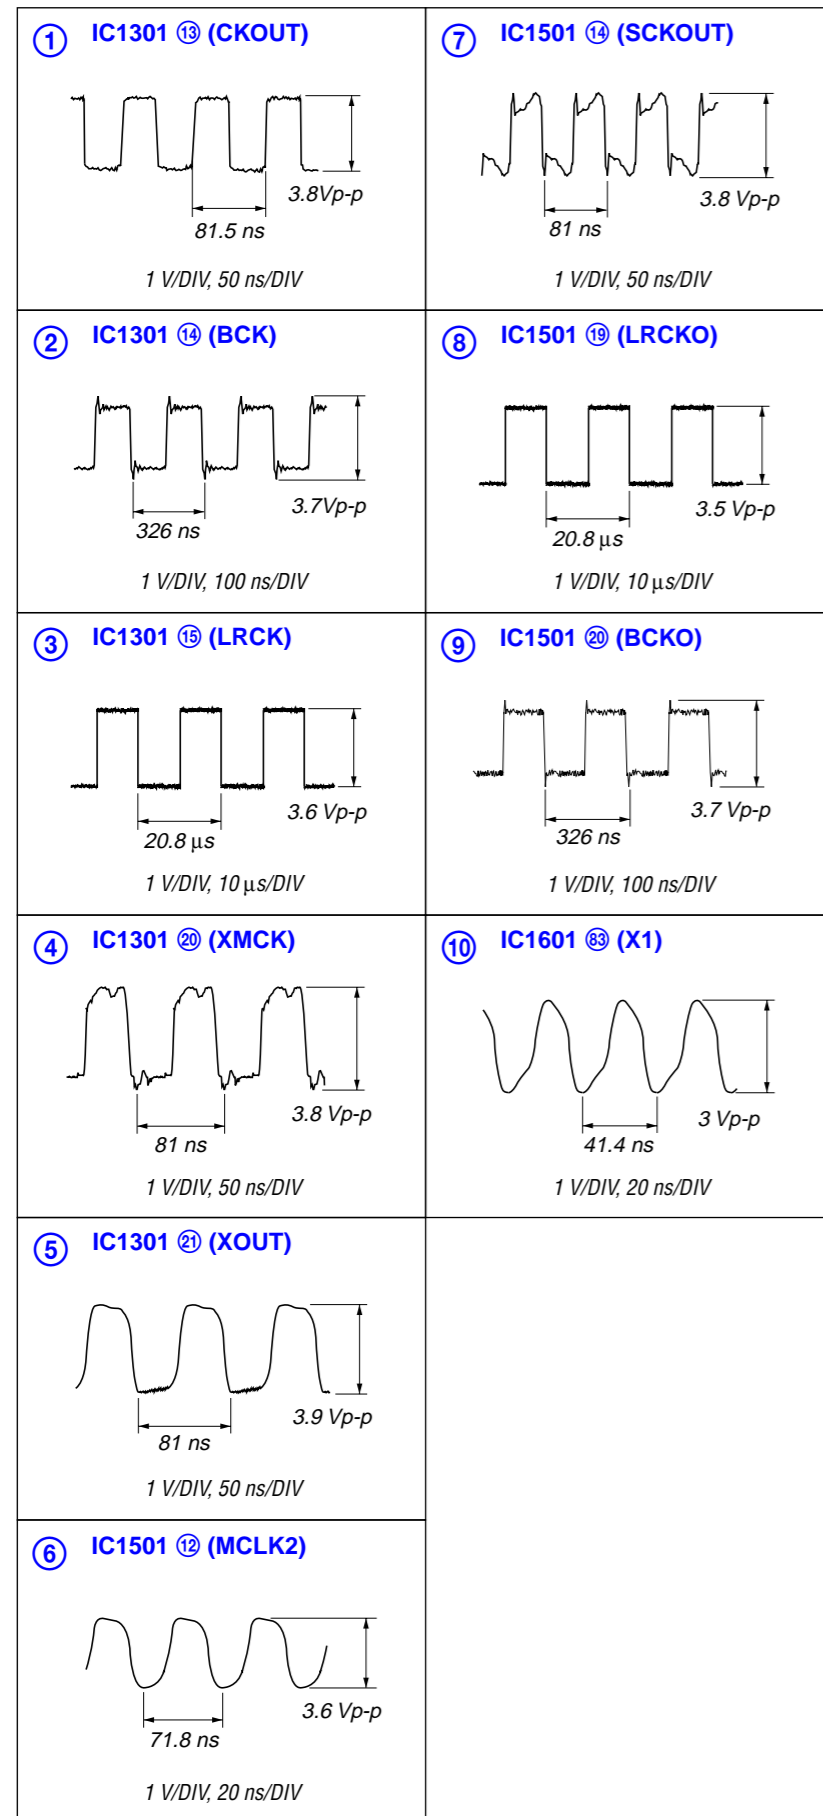 ① IC1301 ⑬ (CKOUT)
3.8Vp-p
81.5 ns
1 V/DIV, 50 ns/DIV
② IC1301 ⑭ (BCK)
3.7Vp-p
326 ns
1 V/DIV, 100 ns/DIV
③ IC1301 ⑮ (LRCK)
3.6 Vp-p
20.8 µs
1 V/DIV, 10 µs/DIV
④ IC1301 ⑳ (XMCK)
3.8 Vp-p
81 ns
1 V/DIV, 50 ns/DIV
⑤ IC1301 ㉑ (XOUT)
3.9 Vp-p
81 ns
1 V/DIV, 50 ns/DIV
⑥ IC1501 ⑫ (MCLK2)
3.6 Vp-p
71.8 ns
1 V/DIV, 20 ns/DIV
⑦ IC1501 ⑭ (SCKOUT)
3.8 Vp-p
81 ns
1 V/DIV, 50 ns/DIV
⑧ IC1501 ⑲ (LRCKO)
3.5 Vp-p
20.8 µs
1 V/DIV, 10 µs/DIV
⑨ IC1501 ⑳ (BCKO)
3.7 Vp-p
326 ns
1 V/DIV, 100 ns/DIV
⑩ IC1601 83 (X1)
3 Vp-p
41.4 ns
1 V/DIV, 20 ns/DIV